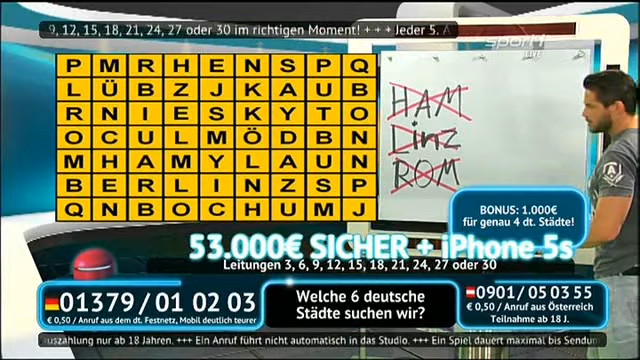 9, 12, 15, 18, 21, 24, 27 oder 30 im richtigen Moment! + + + Jeder 5. A
sport1
LIVE
P M R H E N S P Q
L Ü B Z J K A U B
R N I E S K Y T O
O C U L M Ö D B N
M H A M Y L A U N
B E R L I N Z S P
Q N B O C H U M J
HAM
Linz
ROM
BONUS: 1.000€
für genau 4 dt. Städte!
53.000€ SICHER + iPhone 5s
Leitungen 3, 6, 9, 12, 15, 18, 21, 24, 27 oder 30
01379 / 01 02 03
€ 0,50 / Anruf aus dem dt. Festnetz, Mobil deutlich teurer
Welche 6 deutsche
Städte suchen wir?
0901 / 05 03 55
€ 0,50 / Anruf aus Österreich
Teilnahme ab 18 J.
uszahlung nur ab 18 Jahren. +++ Ein Anruf führt nicht automatisch in das Studio. +++ Ein Spiel dauert maximal bis Sendun